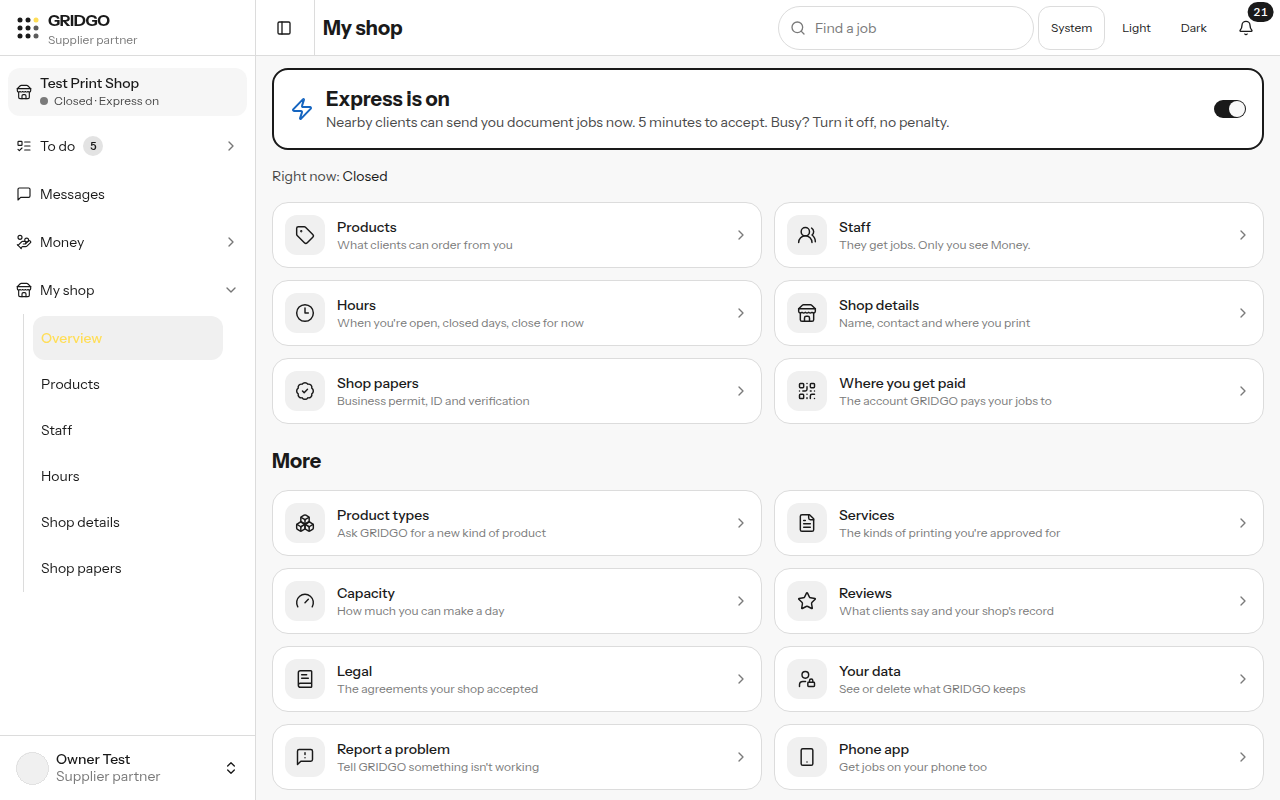 GRIDGO
Supplier partner
My shop
Find a job
System
Light
Dark
21
Test Print Shop
Closed · Express on
To do
5
Messages
Money
My shop
Overview
Products
Staff
Hours
Shop details
Shop papers
Owner Test
Supplier partner
Express is on
Nearby clients can send you document jobs now. 5 minutes to accept. Busy? Turn it off, no penalty.
Right now: Closed
Products
What clients can order from you
Staff
They get jobs. Only you see Money.
Hours
When you're open, closed days, close for now
Shop details
Name, contact and where you print
Shop papers
Business permit, ID and verification
Where you get paid
The account GRIDGO pays your jobs to
More
Product types
Ask GRIDGO for a new kind of product
Services
The kinds of printing you're approved for
Capacity
How much you can make a day
Reviews
What clients say and your shop's record
Legal
The agreements your shop accepted
Your data
See or delete what GRIDGO keeps
Report a problem
Tell GRIDGO something isn't working
Phone app
Get jobs on your phone too